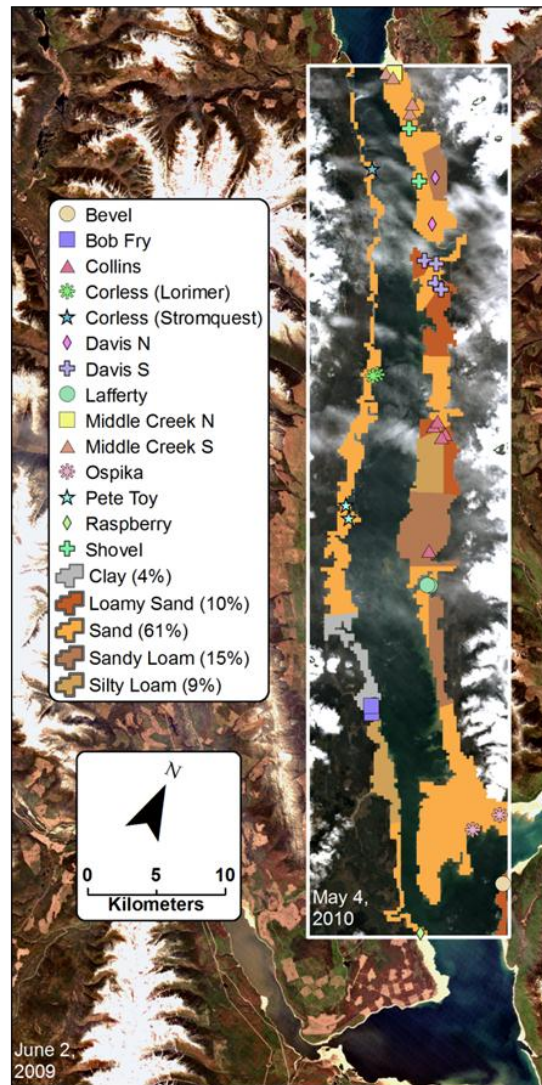 Bevel
Bob Fry
Collins
Corless (Lorimer)
Corless (Stromquest)
Davis N
Davis S
Lafferty
Middle Creek N
Middle Creek S
Ospika
Pete Toy
Raspberry
Shovel
Clay (4%)
Loamy Sand (10%)
Sand (61%)
Sandy Loam (15%)
Silty Loam (9%)
N
0 5 10
Kilometers
May 4,
2010
June 2,
2009